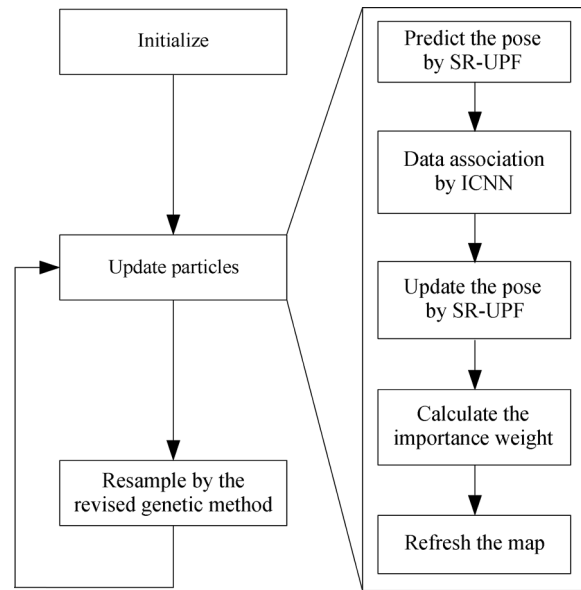 Initialize
Update particles
Resample by the
revised genetic method
Predict the pose
by SR-UPF
Data association
by ICNN
Update the pose
by SR-UPF
Calculate the
importance weight
Refresh the map